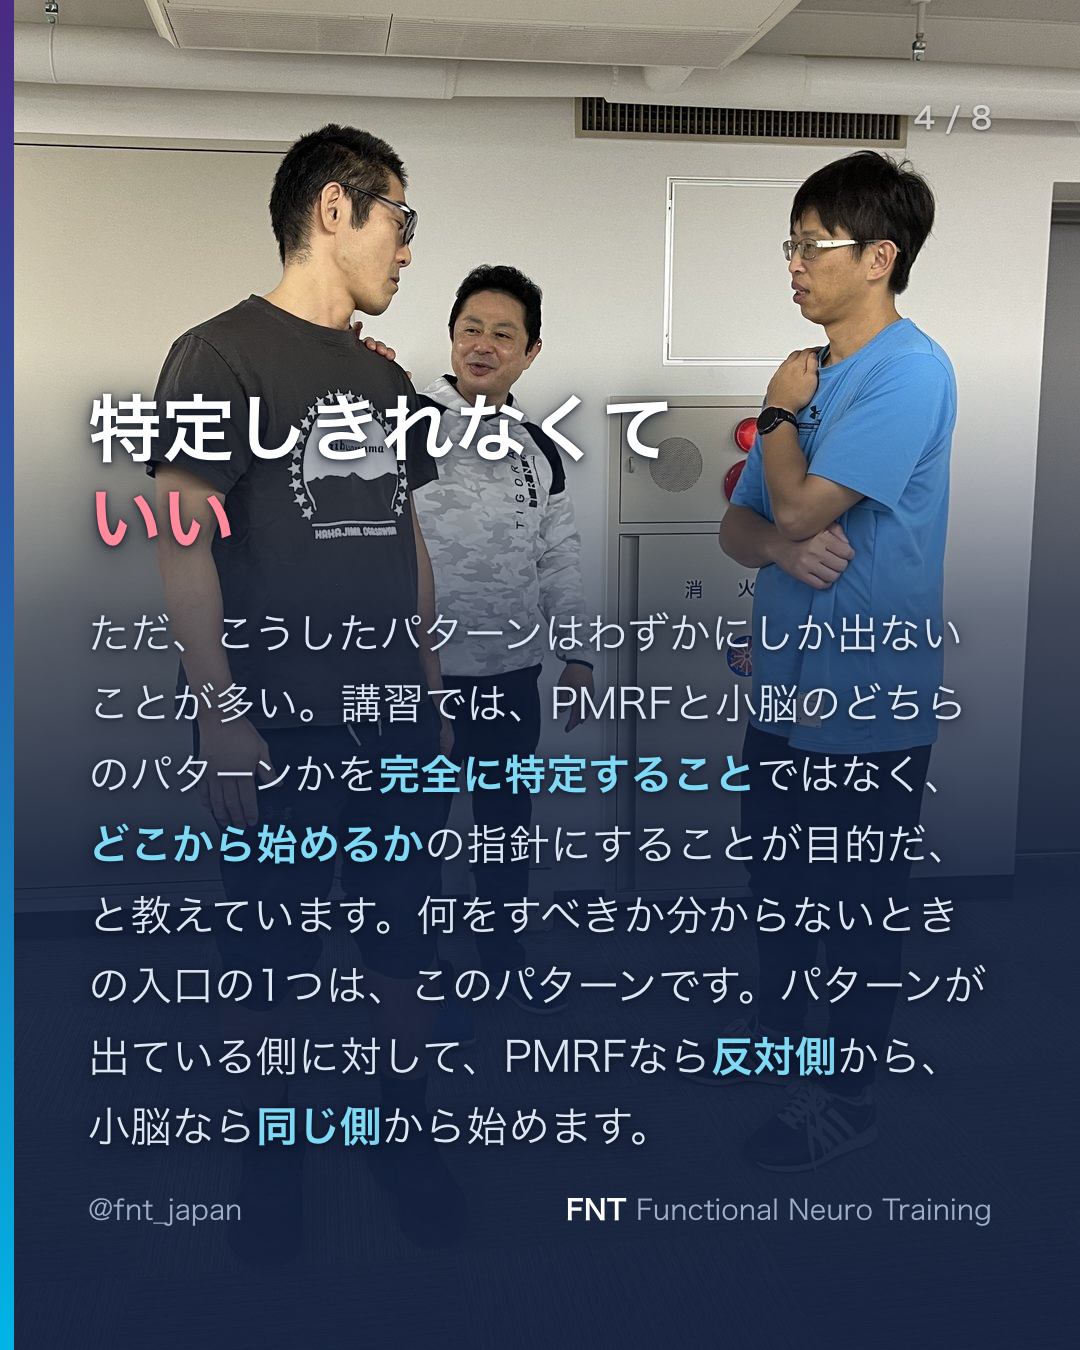 4 / 8
特定しきれなくて
いい
HAHAJIMA OGASAWARA
TIGORA
消 火
ただ、こうしたパターンはわずかにしか出ない
ことが多い。講習では、PMRFと小脳のどちら
のパターンかを完全に特定することではなく、
どこから始めるかの指針にすることが目的だ、
と教えています。何をすべきか分からないとき
の入口の1つは、このパターンです。パターンが
出ている側に対して、PMRFなら反対側から、
小脳なら同じ側から始めます。
@fnt_japan
FNT Functional Neuro Training